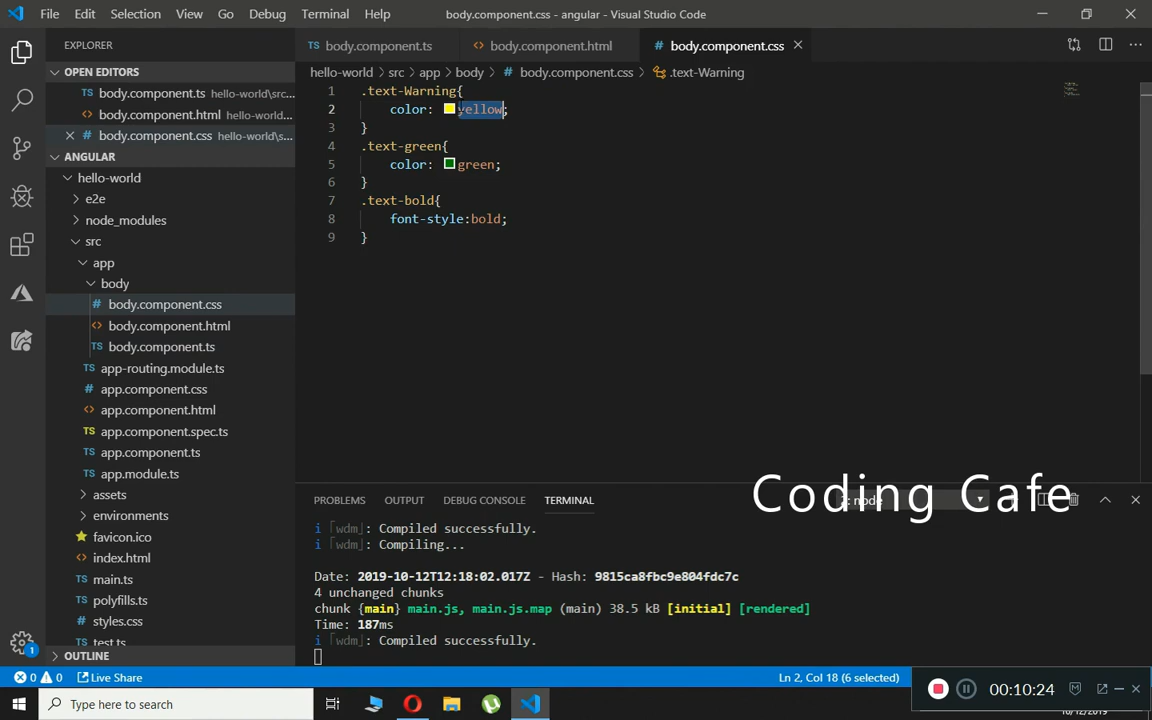 File Edit Selection View Go Debug Terminal Help body.component.css - angular - Visual Studio Code
EXPLORER
OPEN EDITORS
TS body.component.ts hello-world\src...
<> body.component.html hello-world...
# body.component.css hello-world\s...
ANGULAR
hello-world
e2e
node_modules
src
app
body
# body.component.css
<> body.component.html
TS body.component.ts
TS app-routing.module.ts
# app.component.css
<> app.component.html
TS app.component.spec.ts
TS app.component.ts
TS app.module.ts
assets
environments
favicon.ico
<> index.html
TS main.ts
TS polyfills.ts
# styles.css
TS test.ts
OUTLINE
TS body.component.ts <> body.component.html # body.component.css
hello-world > src > app > body > # body.component.css > .text-Warning
1 .text-Warning{
2 color: yellow;
3 }
4 .text-green{
5 color: green;
6 }
7 .text-bold{
8 font-style:bold;
9 }
Coding Cafe
PROBLEMS OUTPUT DEBUG CONSOLE TERMINAL node
i ｢wdm｣: Compiled successfully.
i ｢wdm｣: Compiling...
Date: 2019-10-12T12:18:02.017Z - Hash: 9815ca8fbc9e804fdc7c
4 unchanged chunks
chunk {main} main.js, main.js.map (main) 38.5 kB [initial] [rendered]
Time: 187ms
i ｢wdm｣: Compiled successfully.
1
0 0 Live Share Ln 2, Col 18 (6 selected)
00:10:24
Type here to search